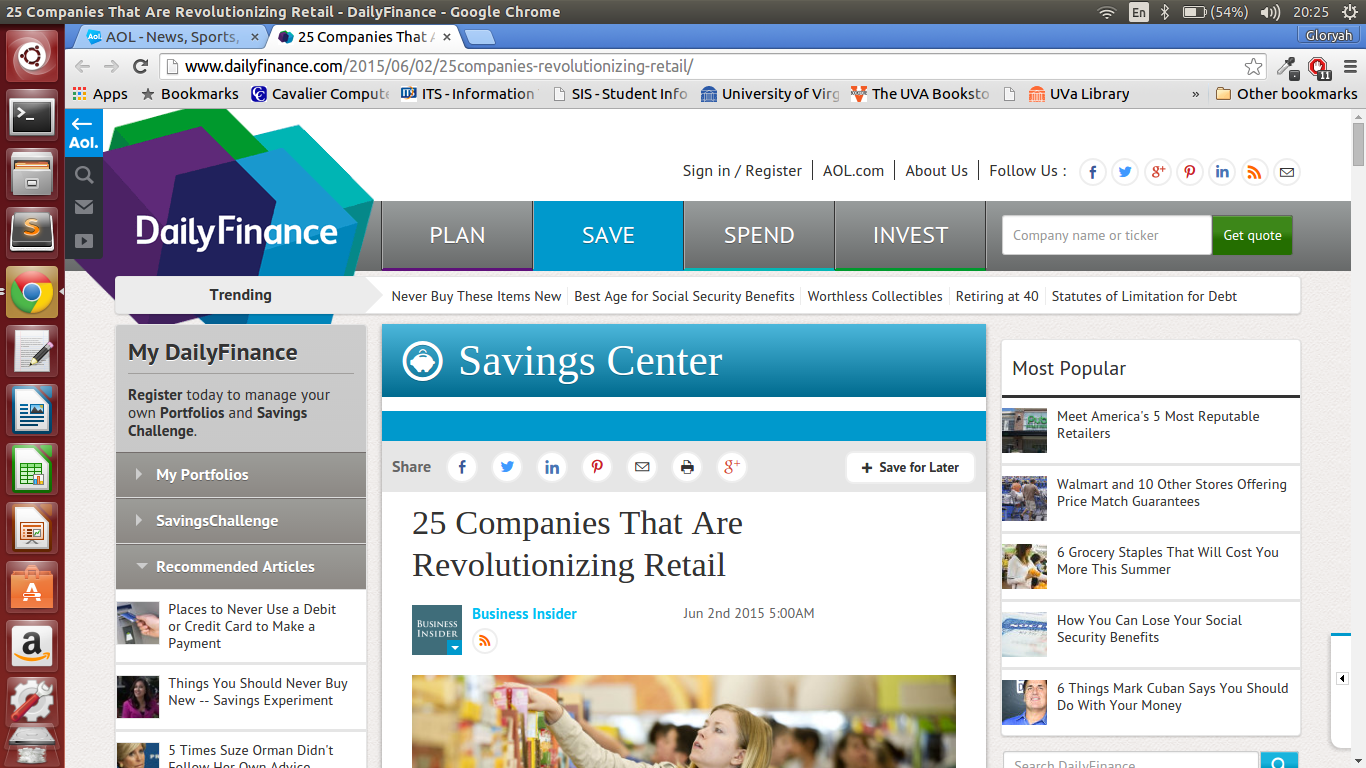 25 Companies That Are Revolutionizing Retail - DailyFinance - Google Chrome
En
(54%)
20:25
AOL - News, Sports,
25 Companies That A
Gloryah
www.dailyfinance.com/2015/06/02/25companies-revolutionizing-retail/
11
Apps
Bookmarks
Cavalier Compute
ITS - Information
SIS - Student Info
University of Virg
The UVA Booksto
UVa Library
»
Other bookmarks
Aol.
DailyFinance
Sign in / Register
AOL.com
About Us
Follow Us :
PLAN
SAVE
SPEND
INVEST
Company name or ticker
Get quote
Trending
Never Buy These Items New
Best Age for Social Security Benefits
Worthless Collectibles
Retiring at 40
Statutes of Limitation for Debt
My DailyFinance
Register today to manage your
own Portfolios and Savings
Challenge.
My Portfolios
SavingsChallenge
Recommended Articles
Places to Never Use a Debit
or Credit Card to Make a
Payment
Things You Should Never Buy
New -- Savings Experiment
5 Times Suze Orman Didn't
Follow Her Own Advice
Savings Center
Share
+ Save for Later
25 Companies That Are
Revolutionizing Retail
BUSINESS
INSIDER
Business Insider
Jun 2nd 2015 5:00AM
Most Popular
Meet America's 5 Most Reputable
Retailers
Walmart and 10 Other Stores Offering
Price Match Guarantees
6 Grocery Staples That Will Cost You
More This Summer
How You Can Lose Your Social
Security Benefits
6 Things Mark Cuban Says You Should
Do With Your Money
Search DailyFinance